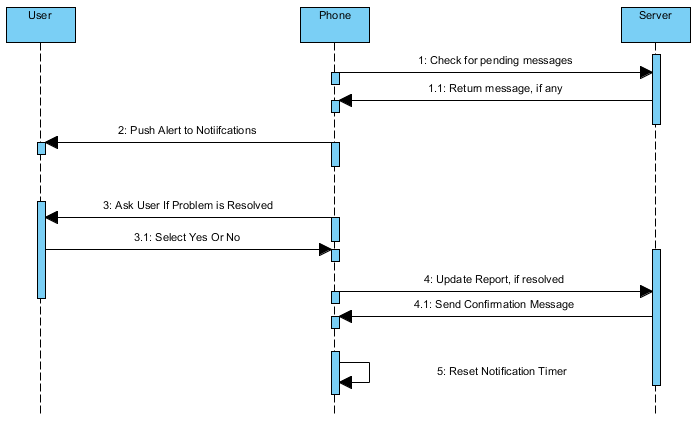 User
Phone
Server
1: Check for pending messages
1.1: Return message, if any
2: Push Alert to Notiifcations
3: Ask User If Problem is Resolved
3.1: Select Yes Or No
4: Update Report, if resolved
4.1: Send Confirmation Message
5: Reset Notification Timer